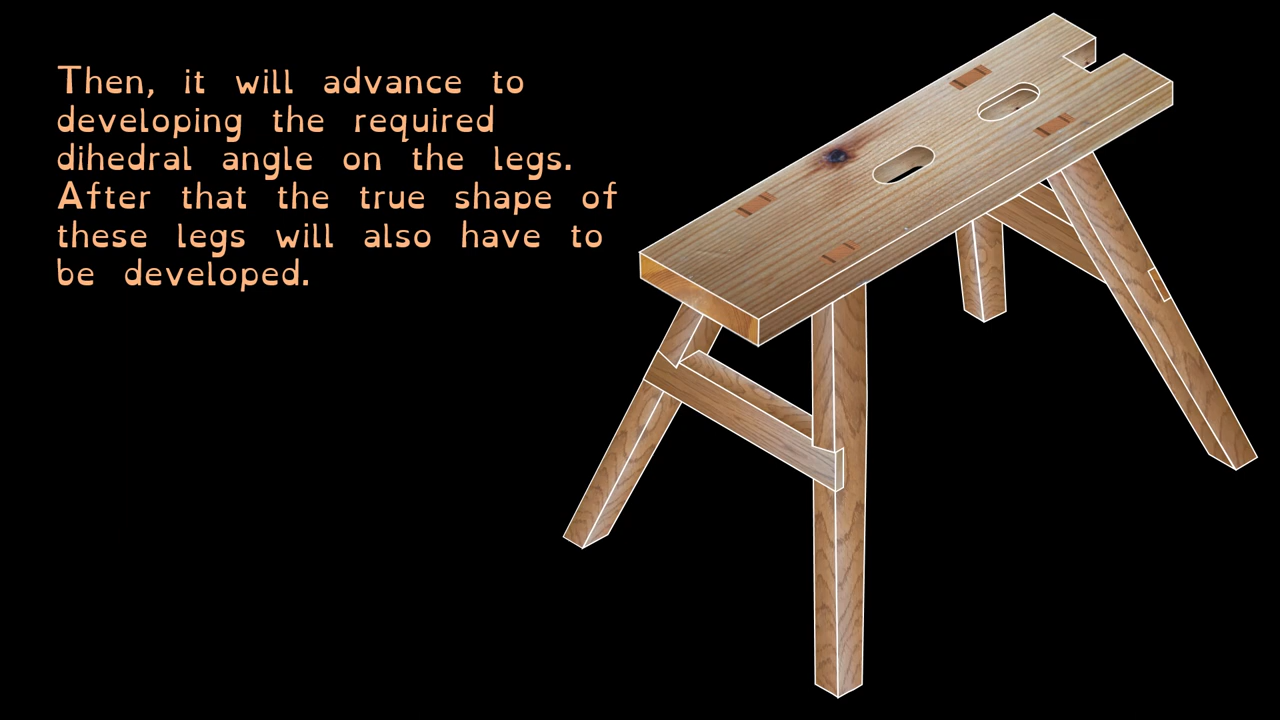 Then, it will advance to
developing the required
dihedral angle on the legs.
After that the true shape of
these legs will also have to
be developed.